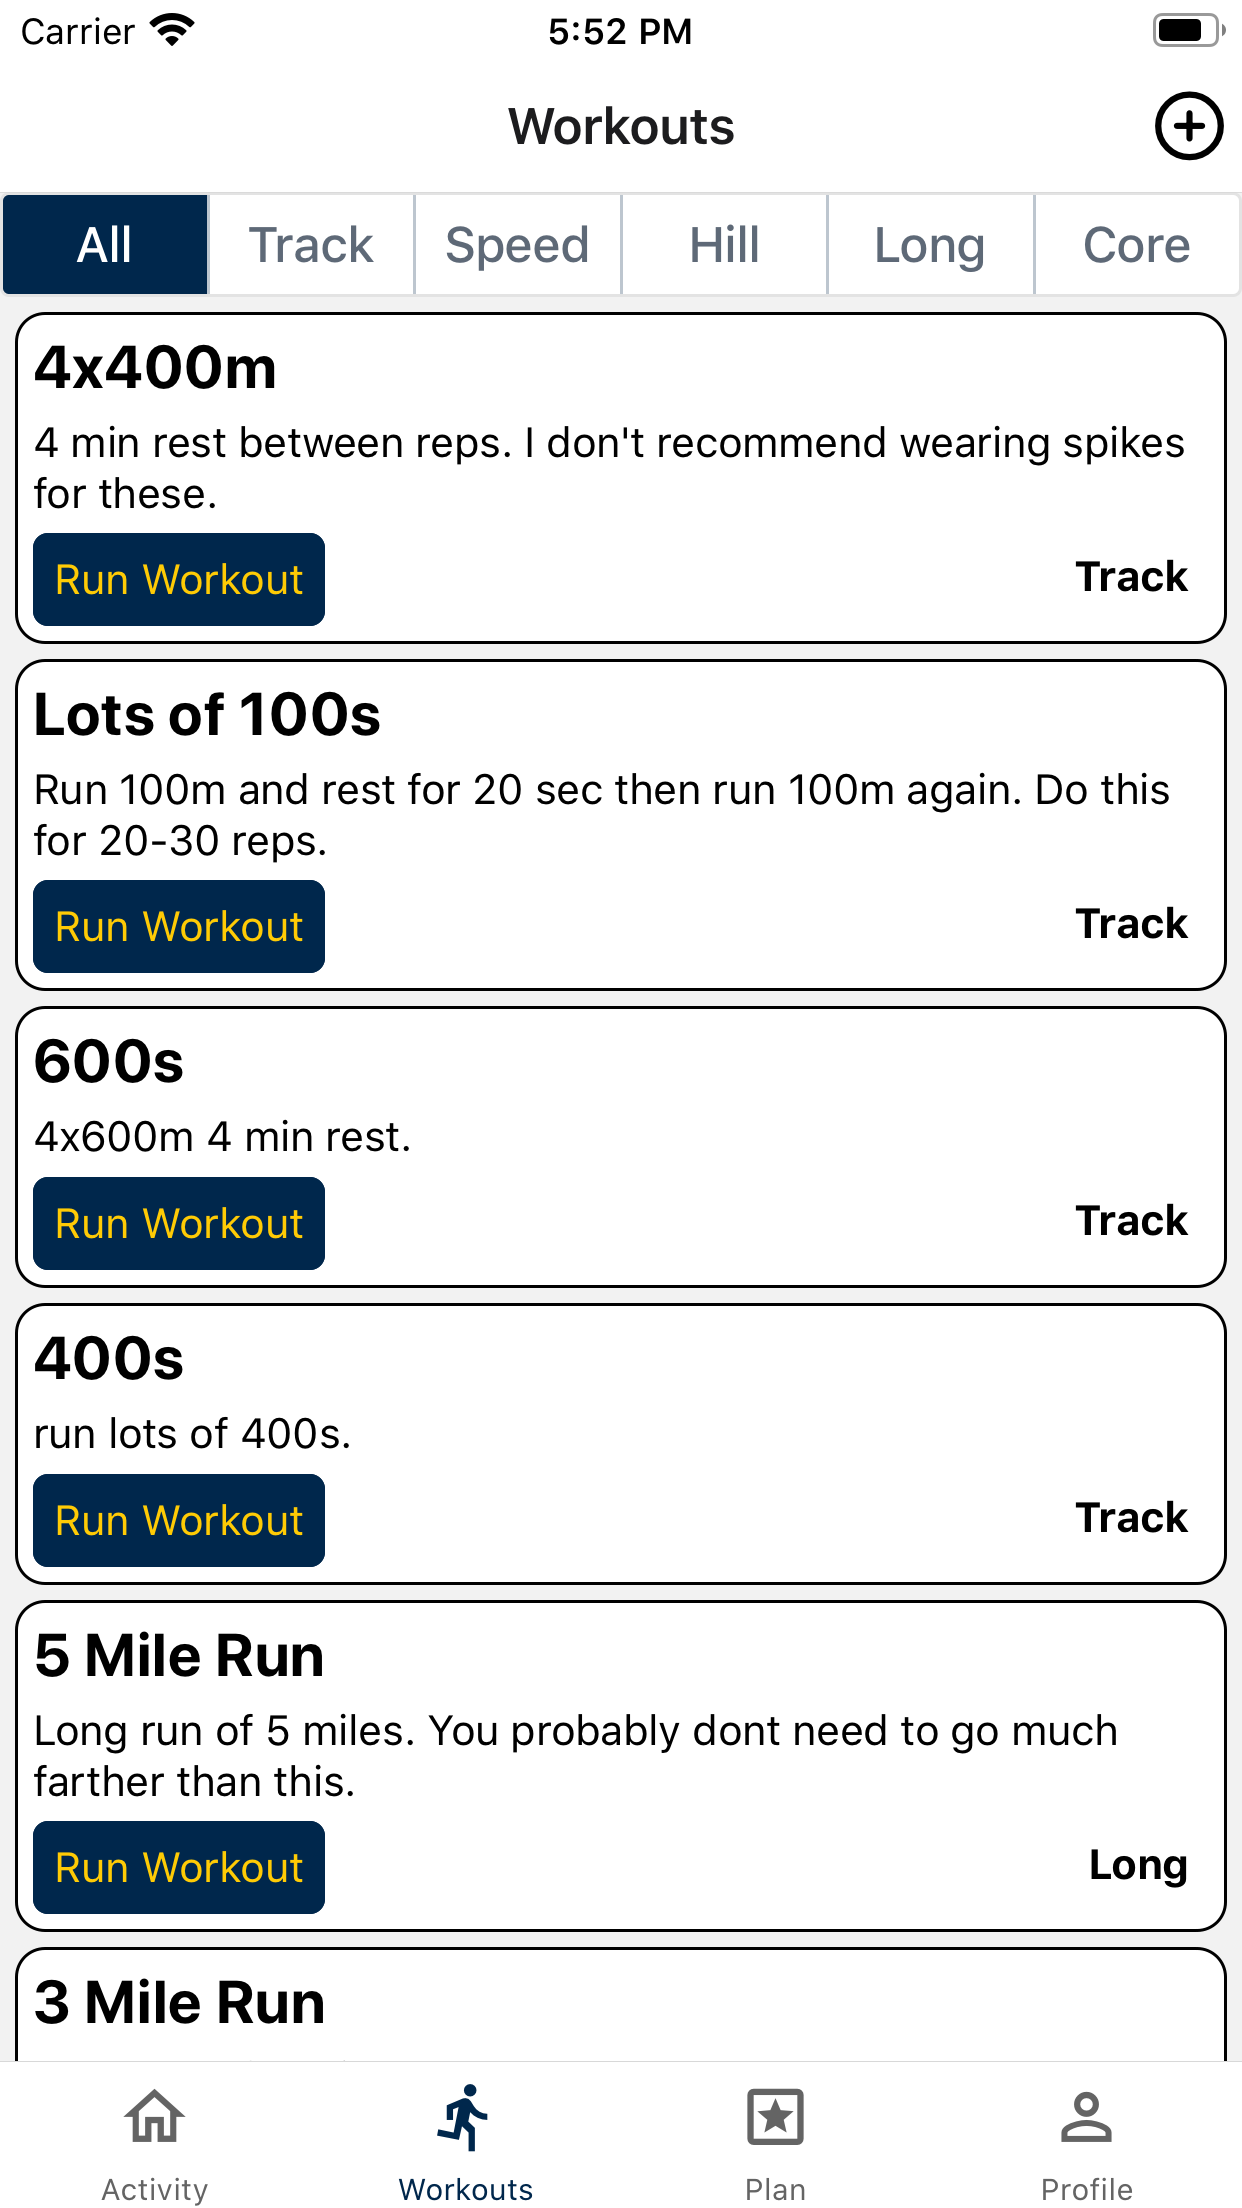 Carrier 5:52 PM
Workouts
All Track Speed Hill Long Core
4x400m
4 min rest between reps. I don't recommend wearing spikes
for these.
Run Workout Track
Lots of 100s
Run 100m and rest for 20 sec then run 100m again. Do this
for 20-30 reps.
Run Workout Track
600s
4x600m 4 min rest.
Run Workout Track
400s
run lots of 400s.
Run Workout Track
5 Mile Run
Long run of 5 miles. You probably dont need to go much
farther than this.
Run Workout Long
3 Mile Run
Activity Workouts Plan Profile